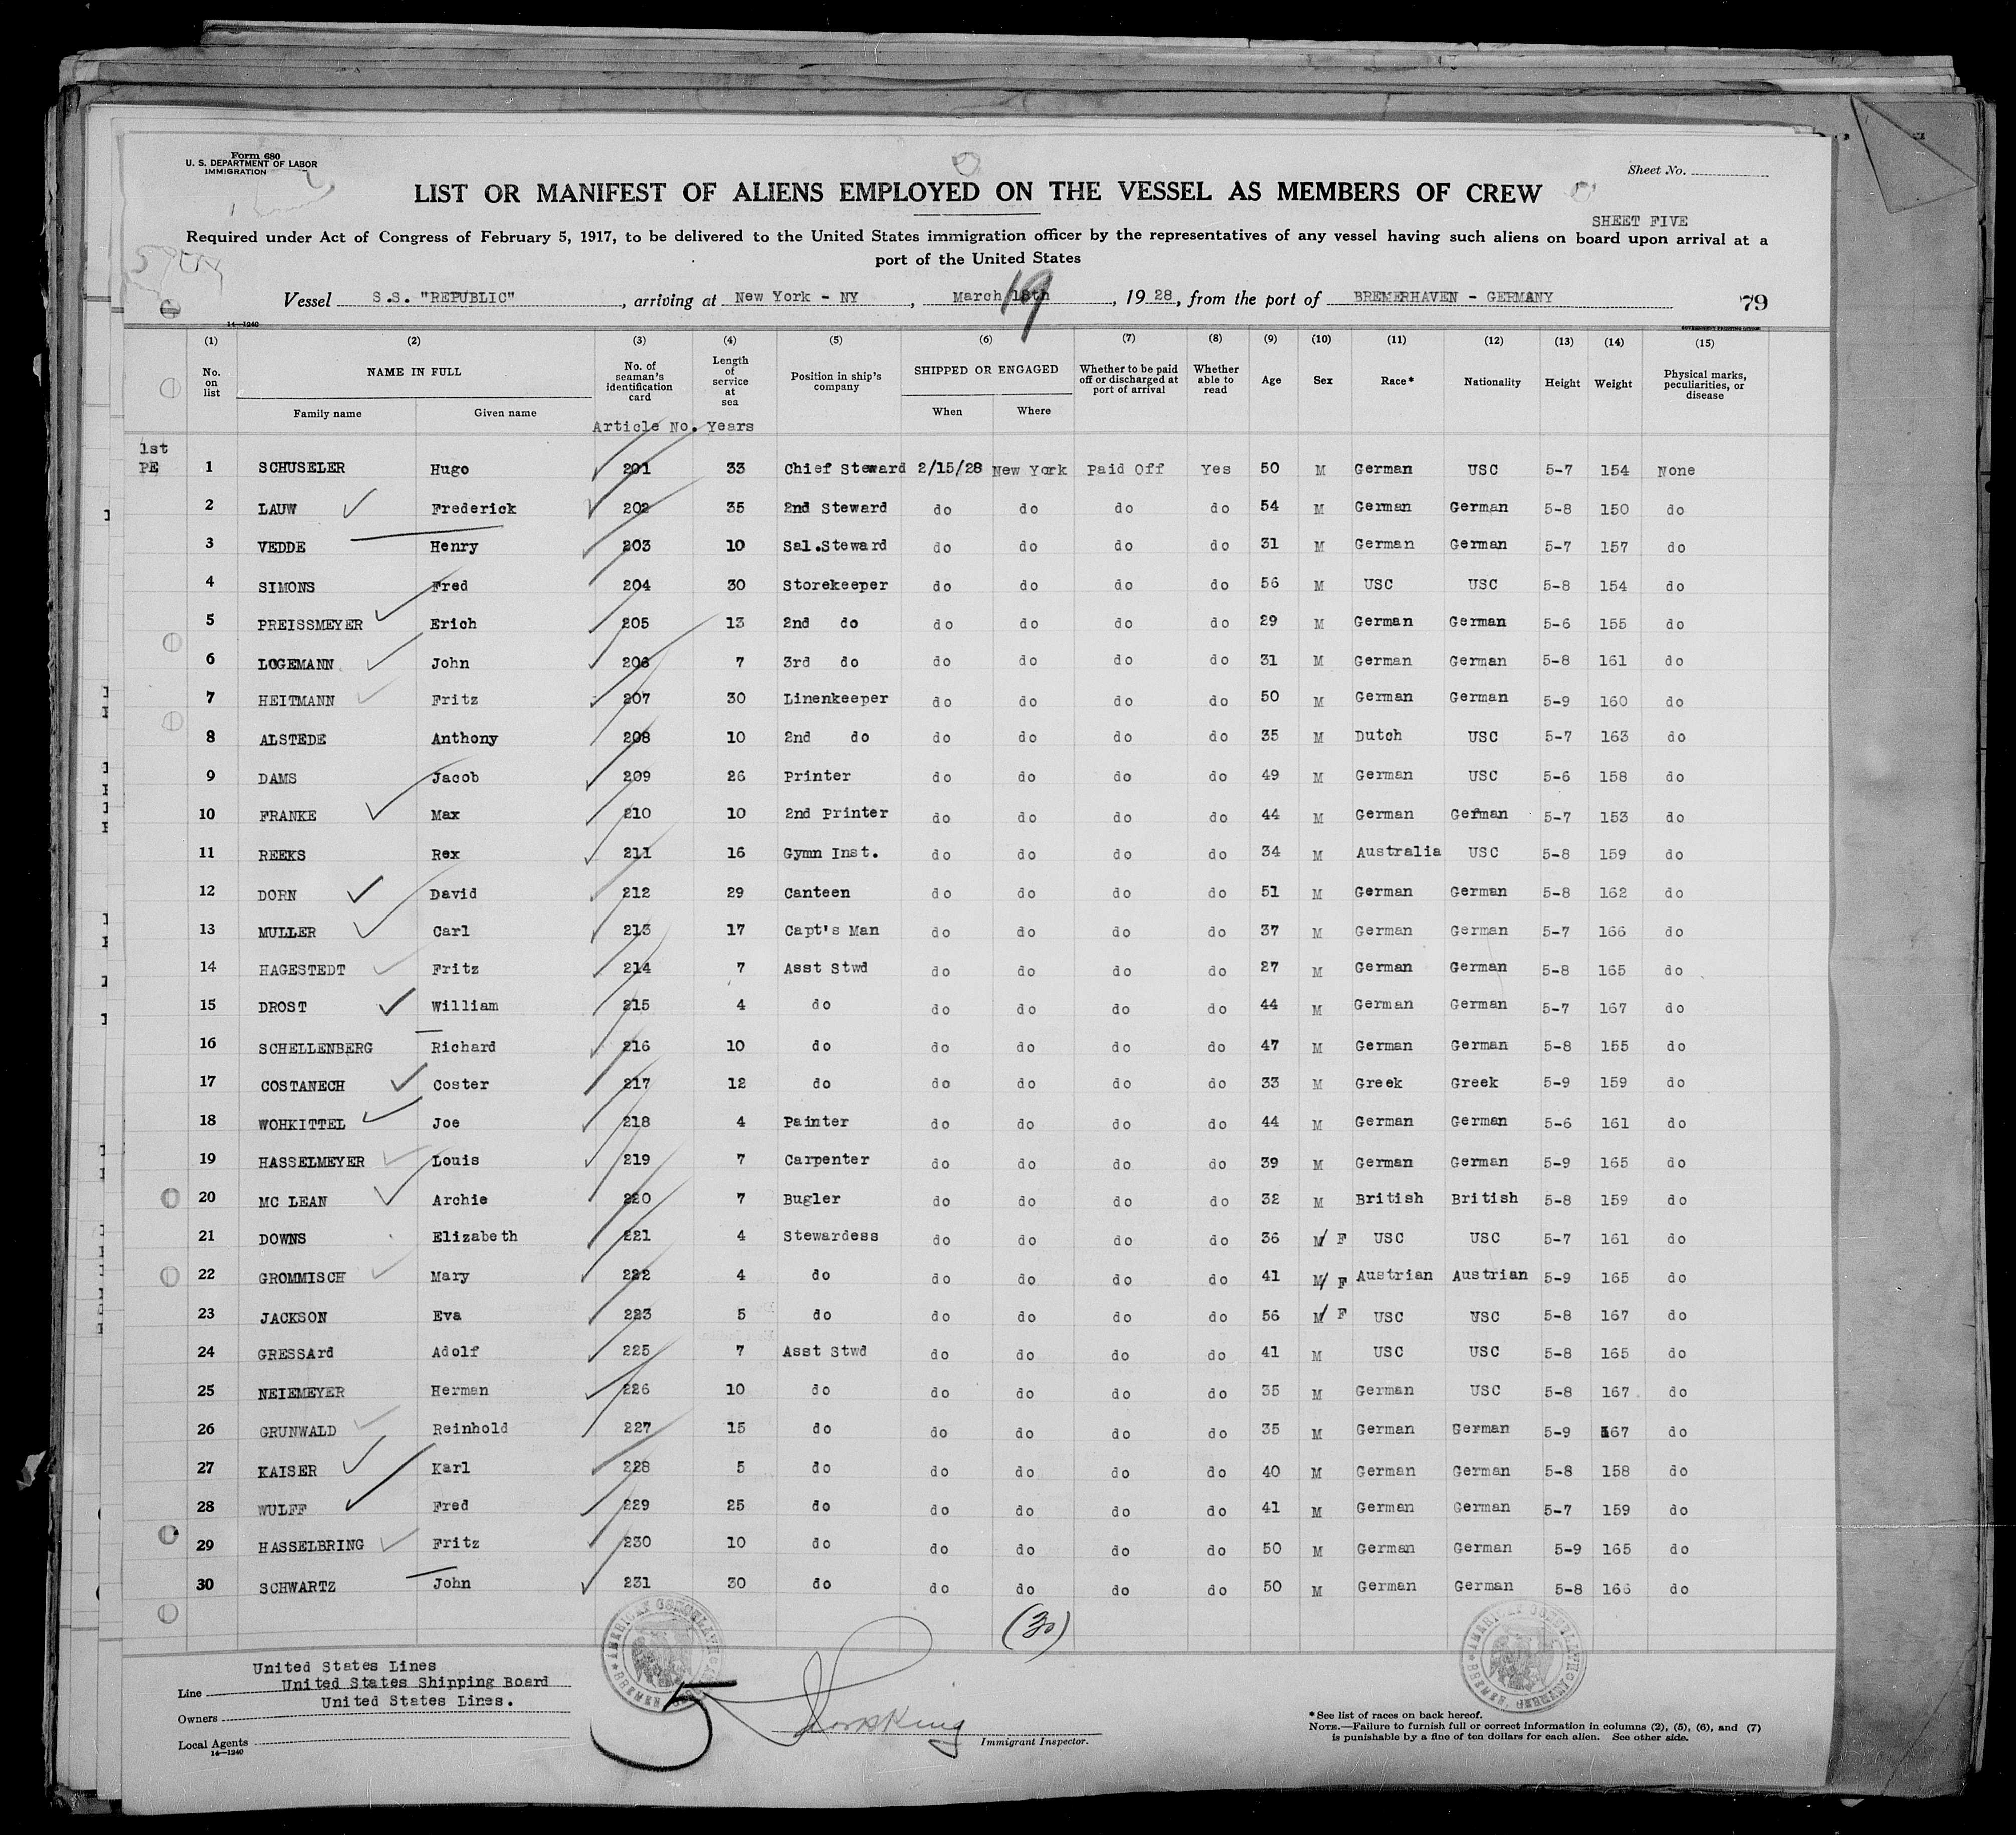 Form 680
U. S. DEPARTMENT OF LABOR
IMMIGRATION
Sheet No.
LIST OR MANIFEST OF ALIENS EMPLOYED ON THE VESSEL AS MEMBERS OF CREW
SHEET FIVE
Required under Act of Congress of February 5, 1917, to be delivered to the United States immigration officer by the representatives of any vessel having such aliens on board upon arrival at a
port of the United States
Vessel S.S. "REPUBLIC", arriving at New York - NY, March 18th 19, 1928, from the port of BREMERHAVEN - GERMANY 79
14—1240
(1) (2) (3) (4) (5) (6) (7) (8) (9) (10) (11) (12) (13) (14) (15)
No. on list NAME IN FULL No. of seaman's identification card Length of service at sea Position in ship's company SHIPPED OR ENGAGED Whether to be paid off or discharged at port of arrival Whether able to read Age Sex Race* Nationality Height Weight Physical marks, peculiarities, or disease
Family name Given name When Where
Article No. Years
1st
PE 1 SCHUSELER Hugo 201 33 Chief Steward 2/15/28 New York Paid Off Yes 50 M German USC 5-7 154 None
2 LAUW Frederick 202 35 2nd Steward do do do do 54 M German German 5-8 150 do
3 VEDDE Henry 203 10 Sal.Steward do do do do 31 M German German 5-7 157 do
4 SIMONS Fred 204 30 Storekeeper do do do do 56 M USC USC 5-8 154 do
5 PREISSMEYER Erich 205 13 2nd do do do do do 29 M German German 5-6 155 do
6 LOGEMANN John 206 7 3rd do do do do do 31 M German German 5-8 161 do
7 HEITMANN Fritz 207 30 Linenkeeper do do do do 50 M German German 5-9 160 do
8 ALSTEDE Anthony 208 10 2nd do do do do do 35 M Dutch USC 5-7 163 do
9 DAMS Jacob 209 26 Printer do do do do 49 M German USC 5-6 158 do
10 FRANKE Max 210 10 2nd Printer do do do do 44 M German German 5-7 153 do
11 REEKS Rex 211 16 Gymn Inst. do do do do 34 M Australia USC 5-8 159 do
12 DORN David 212 29 Canteen do do do do 51 M German German 5-8 162 do
13 MULLER Carl 213 17 Capt's Man do do do do 37 M German German 5-7 166 do
14 HAGESTEDT Fritz 214 7 Asst Stwd do do do do 27 M German German 5-8 165 do
15 DROST William 215 4 do do do do do 44 M German German 5-7 167 do
16 SCHELLENBERG Richard 216 10 do do do do do 47 M German German 5-8 155 do
17 COSTANECH Coster 217 12 do do do do do 33 M Greek Greek 5-9 159 do
18 WOHKITTEL Joe 218 4 Painter do do do do 44 M German German 5-6 161 do
19 HASSELMEYER Louis 219 7 Carpenter do do do do 39 M German German 5-9 165 do
20 MC LEAN Archie 220 7 Bugler do do do do 32 M British British 5-8 159 do
21 DOWNS Elizabeth 221 4 Stewardess do do do do 36 M/ F USC USC 5-7 161 do
22 GROMMISCH Mary 222 4 do do do do do 41 M/ F Austrian Austrian 5-9 165 do
23 JACKSON Eva 223 5 do do do do do 56 M/ F USC USC 5-8 167 do
24 GRESSArd Adolf 225 7 Asst Stwd do do do do 41 M USC USC 5-8 165 do
25 NEIEMEYER Herman 226 10 do do do do do 35 M German USC 5-8 167 do
26 GRUNWALD Reinhold 227 15 do do do do do 35 M German German 5-9 167 do
27 KAISER Karl 228 5 do do do do do 40 M German German 5-8 158 do
28 WULFF Fred 229 25 do do do do do 41 M German German 5-7 159 do
29 HASSELBRING Fritz 230 10 do do do do do 50 M German German 5-9 165 do
30 SCHWARTZ John 231 30 do do do do do 50 M German German 5-8 166 do
(30)
United States Lines
Line United States Shipping Board
United States Lines.
Owners
Local Agents
14—1240
5
Immigrant Inspector.
*See list of races on back hereof.
NOTE.—Failure to furnish full or correct information in columns (2), (5), (6), and (7)
is punishable by a fine of ten dollars for each alien. See other side.